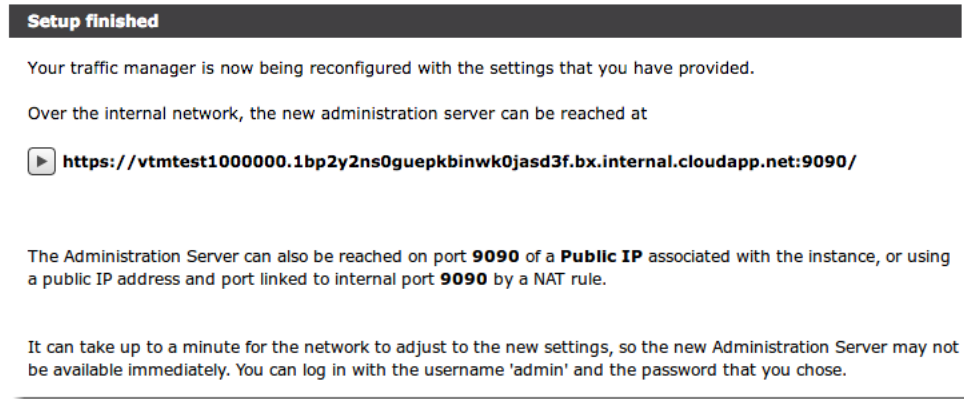 Setup finished
Your traffic manager is now being reconfigured with the settings that you have provided.
Over the internal network, the new administration server can be reached at
https://vtmtest1000000.1bp2y2ns0guepkbinwk0jasd3f.bx.internal.cloudapp.net:9090/
The Administration Server can also be reached on port 9090 of a Public IP associated with the instance, or using
a public IP address and port linked to internal port 9090 by a NAT rule.
It can take up to a minute for the network to adjust to the new settings, so the new Administration Server may not
be available immediately. You can log in with the username 'admin' and the password that you chose.